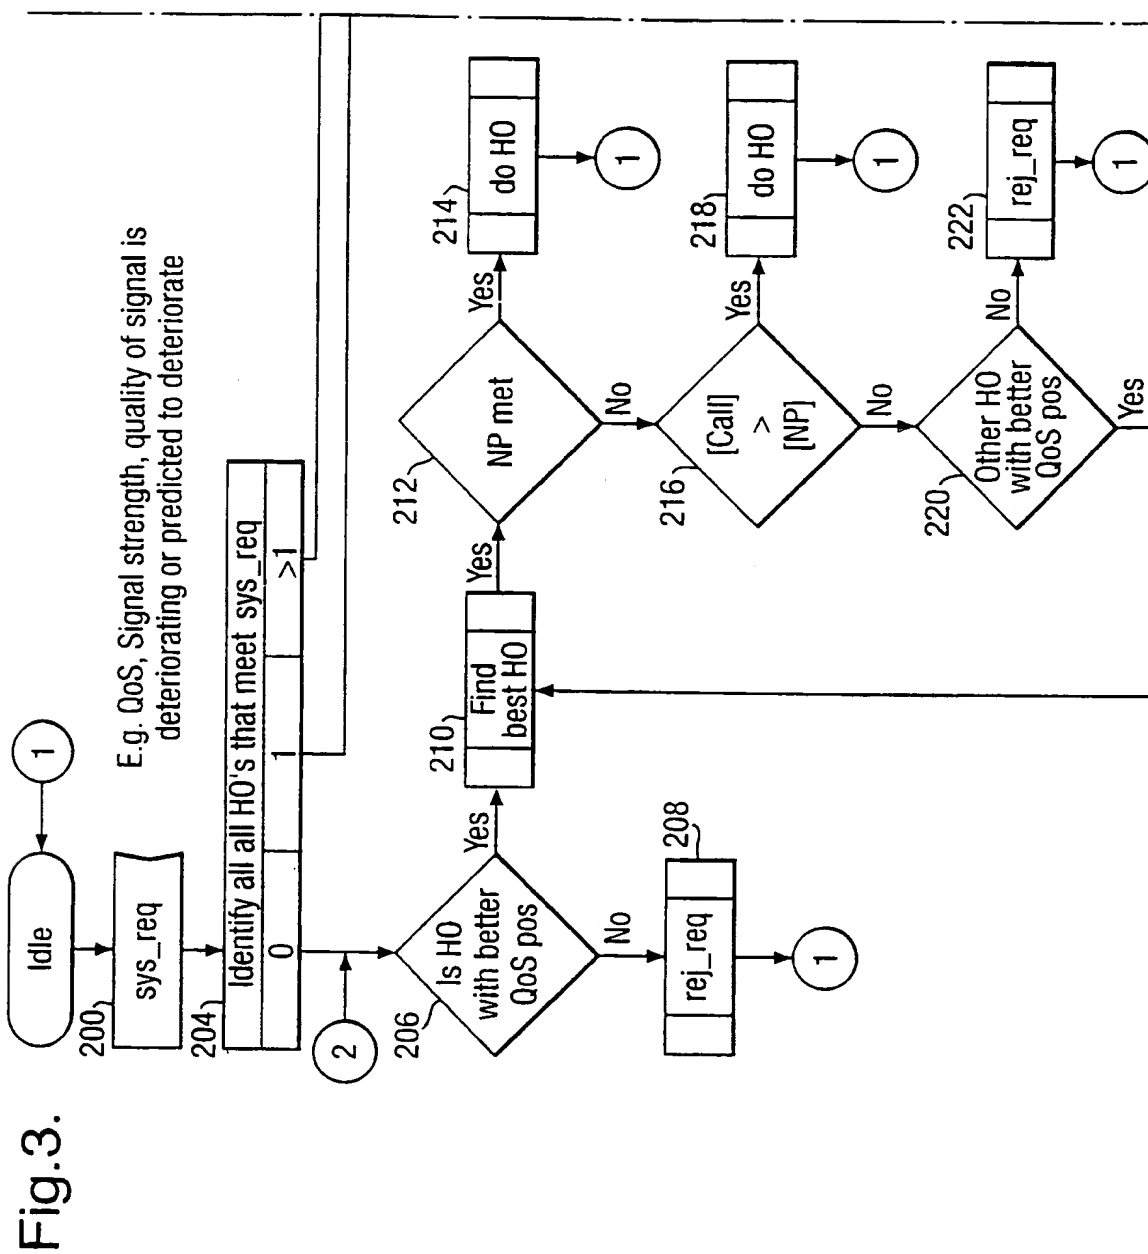 Fig.3.
1
Idle
E.g. QoS, Signal strength, quality of signal is
deteriorating or predicted to deteriorate
200
sys_req
204
Identify all all HO's that meet sys_req
0
1
>1
2
206
Is HO
with better
QoS pos
Yes
No
208
rej_req
1
210
Find
best HO
Yes
212
NP met
Yes
No
214
do HO
1
216
[Call]
>
[NP]
Yes
No
218
do HO
1
220
Other HO
with better
QoS pos
No
Yes
222
rej_req
1